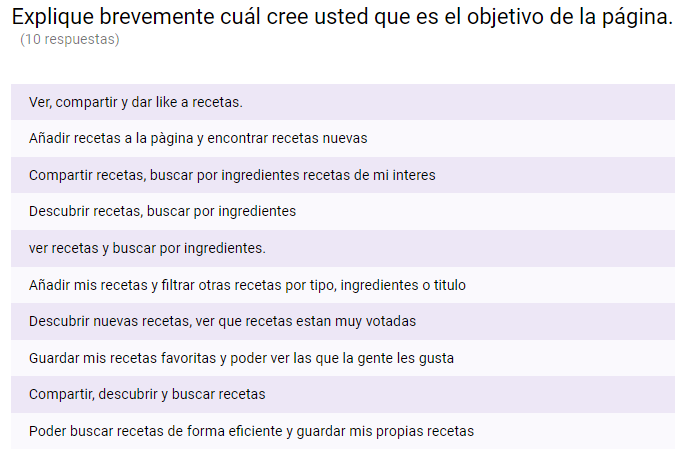 Explique brevemente cuál cree usted que es el objetivo de la página.
(10 respuestas)
Ver, compartir y dar like a recetas.
Añadir recetas a la pàgina y encontrar recetas nuevas
Compartir recetas, buscar por ingredientes recetas de mi interes
Descubrir recetas, buscar por ingredientes
ver recetas y buscar por ingredientes.
Añadir mis recetas y filtrar otras recetas por tipo, ingredientes o titulo
Descubrir nuevas recetas, ver que recetas estan muy votadas
Guardar mis recetas favoritas y poder ver las que la gente les gusta
Compartir, descubrir y buscar recetas
Poder buscar recetas de forma eficiente y guardar mis propias recetas